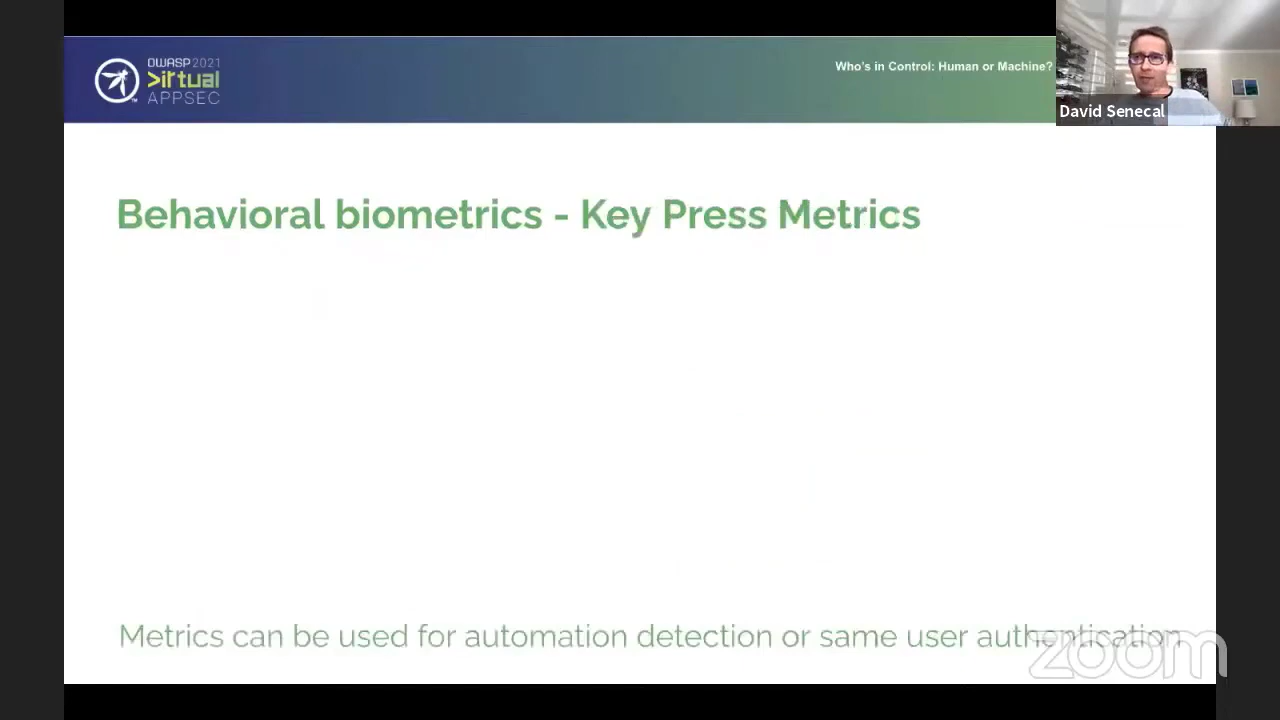 OWASP 2021
>irtual
APPSEC
Who's in Control: Human or Machine?
David Senecal
Behavioral biometrics - Key Press Metrics
Metrics can be used for automation detection or same user authentication
zoom